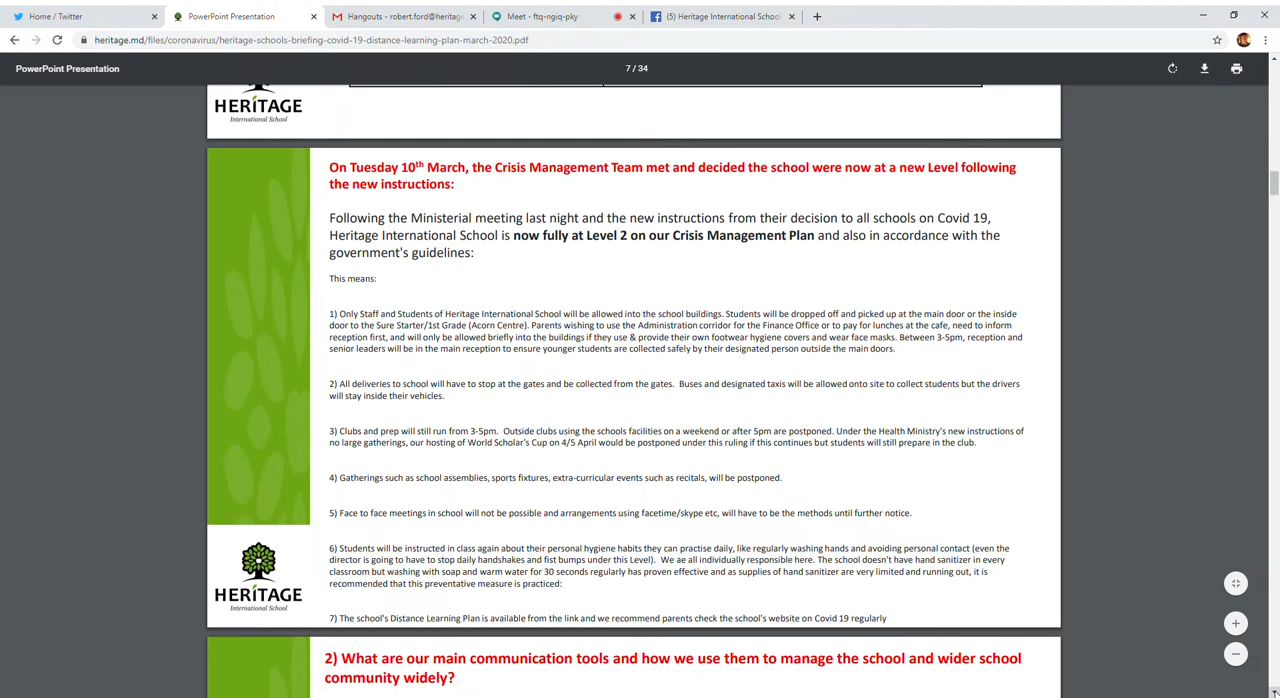 Home / Twitter
PowerPoint Presentation
Hangouts - robert.ford@heritage
Meet - ftq-ngiq-pky
(5) Heritage International School
heritage.md/files/coronavirus/heritage-schools-briefing-covid-19-distance-learning-plan-march-2020.pdf
PowerPoint Presentation
7 / 34
HERITAGE
International School
On Tuesday 10th March, the Crisis Management Team met and decided the school were now at a new Level following
the new instructions:
Following the Ministerial meeting last night and the new instructions from their decision to all schools on Covid 19,
Heritage International School is now fully at Level 2 on our Crisis Management Plan and also in accordance with the
government's guidelines:
This means:
1) Only Staff and Students of Heritage International School will be allowed into the school buildings. Students will be dropped off and picked up at the main door or the inside
door to the Sure Starter/1st Grade (Acorn Centre). Parents wishing to use the Administration corridor for the Finance Office or to pay for lunches at the cafe, need to inform
reception first, and will only be allowed briefly into the buildings if they use & provide their own footwear hygiene covers and wear face masks. Between 3-5pm, reception and
senior leaders will be in the main reception to ensure younger students are collected safely by their designated person outside the main doors.
2) All deliveries to school will have to stop at the gates and be collected from the gates. Buses and designated taxis will be allowed onto site to collect students but the drivers
will stay inside their vehicles.
3) Clubs and prep will still run from 3-5pm. Outside clubs using the schools facilities on a weekend or after 5pm are postponed. Under the Health Ministry's new instructions of
no large gatherings, our hosting of World Scholar's Cup on 4/5 April would be postponed under this ruling if this continues but students will still prepare in the club.
4) Gatherings such as school assemblies, sports fixtures, extra-curricular events such as recitals, will be postponed.
5) Face to face meetings in school will not be possible and arrangements using facetime/skype etc, will have to be the methods until further notice.
6) Students will be instructed in class again about their personal hygiene habits they can practise daily, like regularly washing hands and avoiding personal contact (even the
director is going to have to stop daily handshakes and fist bumps under this Level). We ae all individually responsible here. The school doesn't have hand sanitizer in every
classroom but washing with soap and warm water for 30 seconds regularly has proven effective and as supplies of hand sanitizer are very limited and running out, it is
recommended that this preventative measure is practiced:
7) The school's Distance Learning Plan is available from the link and we recommend parents check the school's website on Covid 19 regularly
HERITAGE
International School
2) What are our main communication tools and how we use them to manage the school and wider school
community widely?